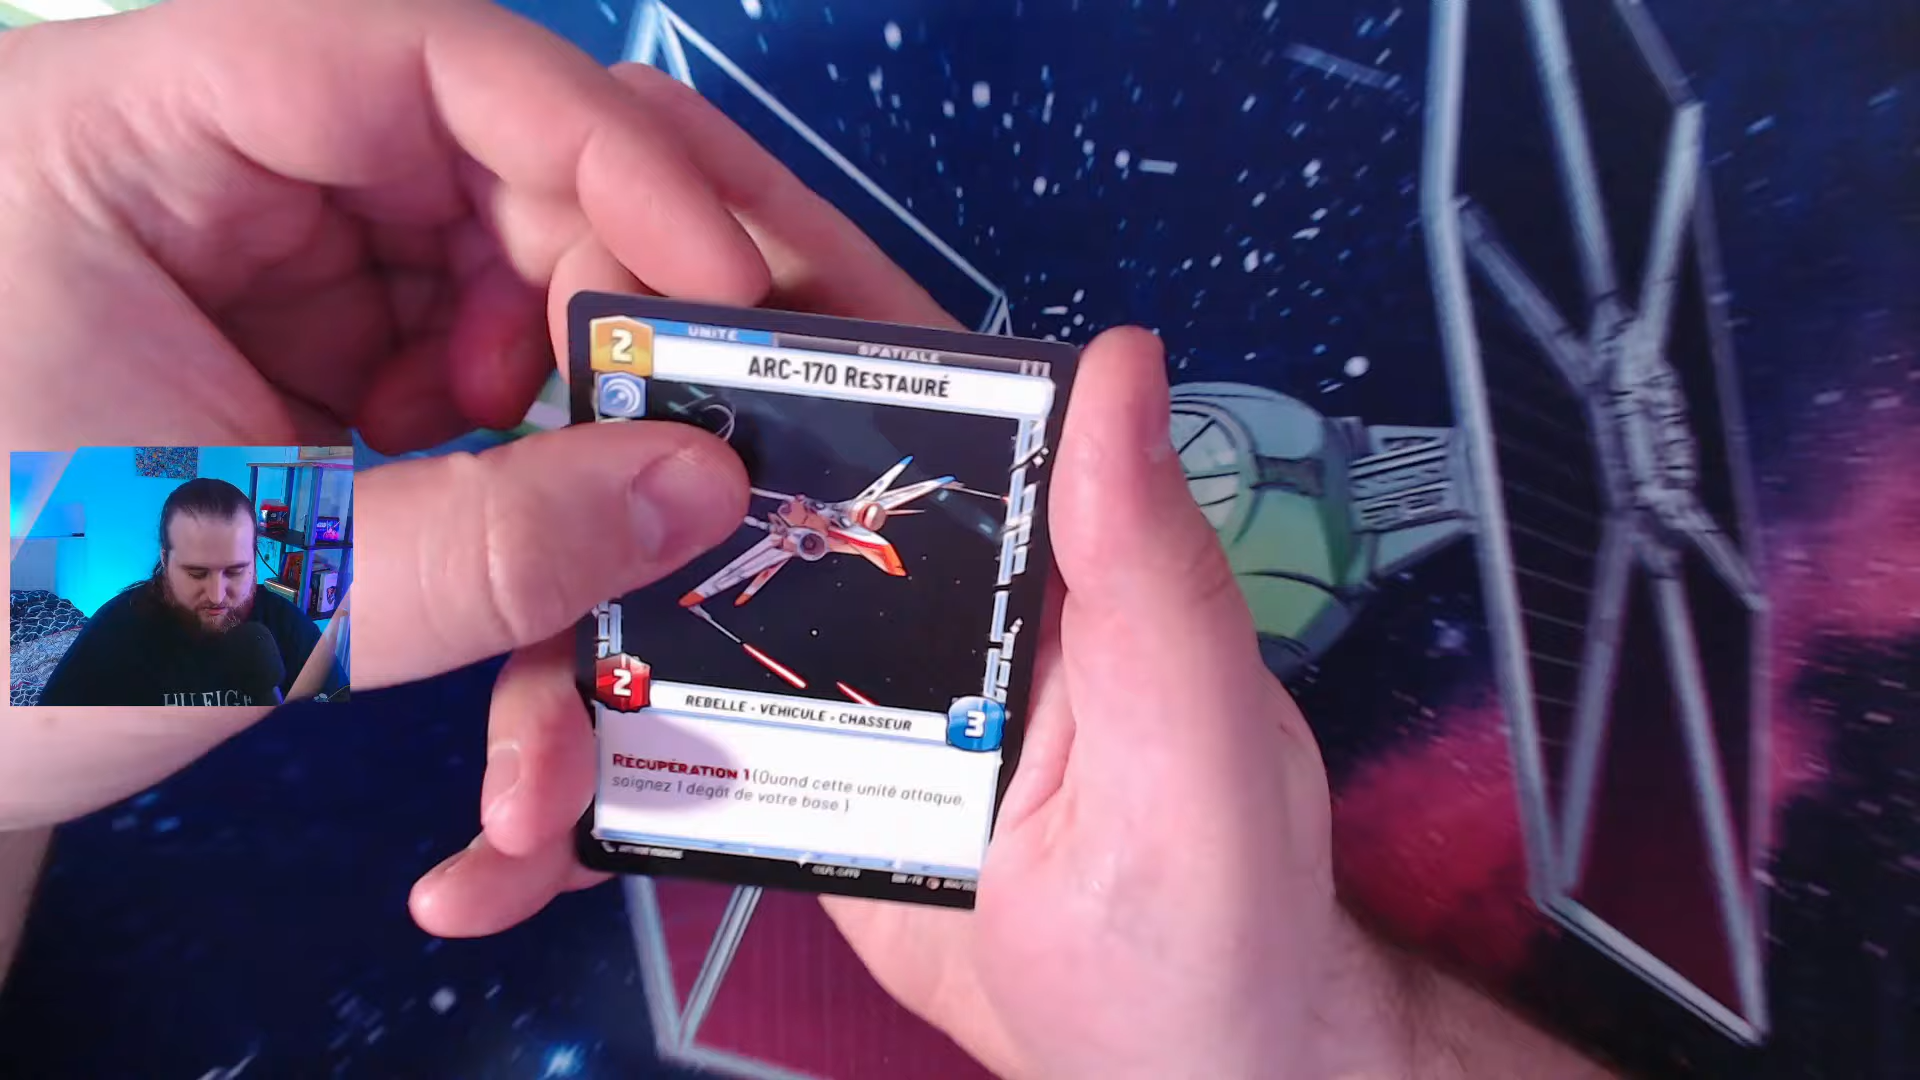 UNITÉ
SPATIALE
2
ARC-170 RESTAURÉ
2
REBELLE • VÉHICULE • CHASSEUR
3
RÉCUPÉRATION 1 (Quand cette unité attaque,
soignez 1 dégât de votre base.)